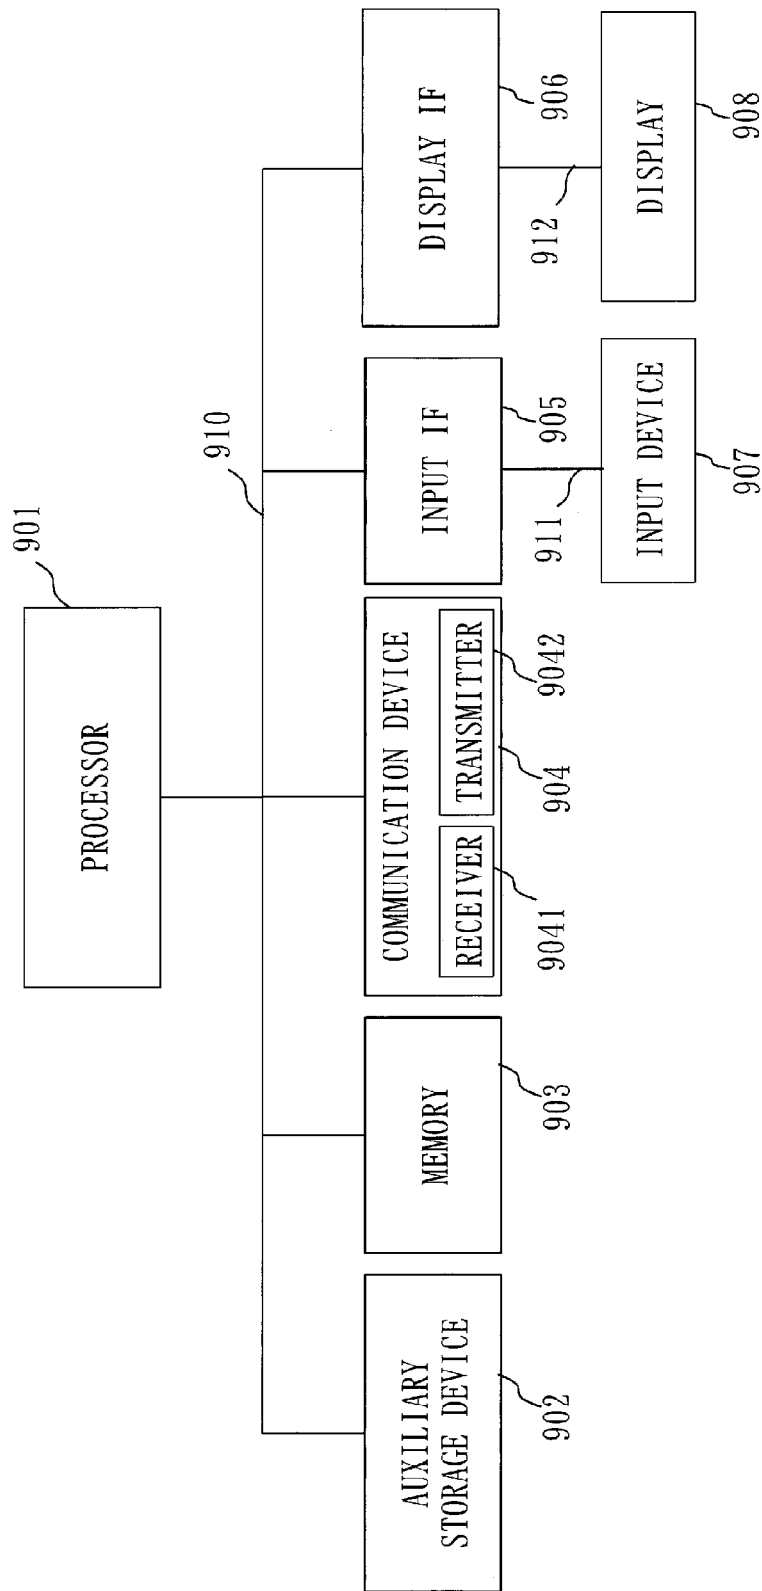 901
PROCESSOR
910
AUXILIARY
STORAGE DEVICE
902
MEMORY
903
COMMUNICATION DEVICE
RECEIVER
TRANSMITTER
9041
904
9042
INPUT IF
905
DISPLAY IF
906
911
912
INPUT DEVICE
907
DISPLAY
908